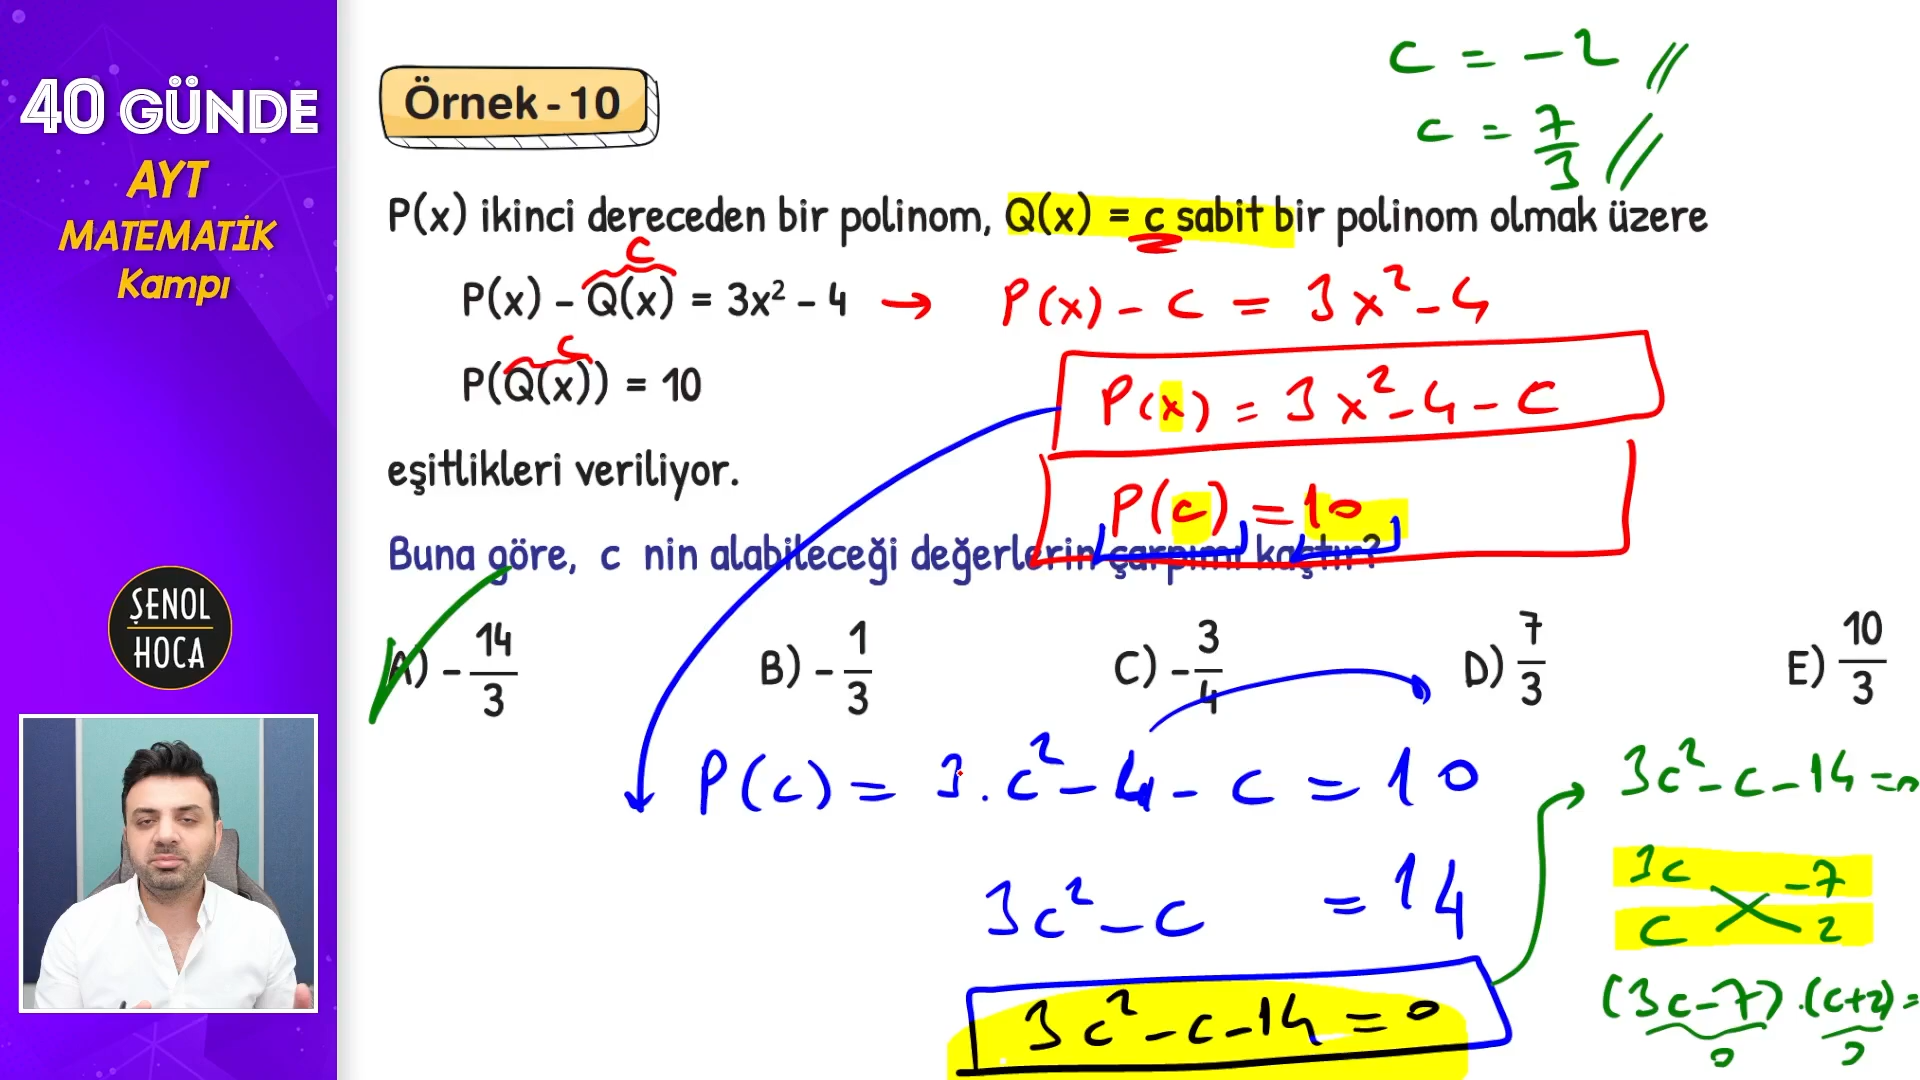 40 GÜNDE
AYT
MATEMATİK
Kampı
ŞENOL
HOCA
Örnek - 10
c = -2
c = 7/3
P(x) ikinci dereceden bir polinom, Q(x) = c sabit bir polinom olmak üzere
c
P(x) - Q(x) = 3x² - 4 → P(x) - c = 3x² - 4
c
P(Q(x)) = 10
P(x) = 3x² - 4 - c
eşitlikleri veriliyor.
P(c) = 10
Buna göre, c nin alabileceği değerlerin çarpımı kaçtır?
A) - 14/3 B) - 1/3 C) - 3/4 D) 7/3 E) 10/3
P(c) = 3.c² - 4 - c = 10
3c² - c = 14
3c² - c - 14 = 0
3c² - c - 14 = 0
3c -7
c 2
(3c-7).(c+2) =
0 0